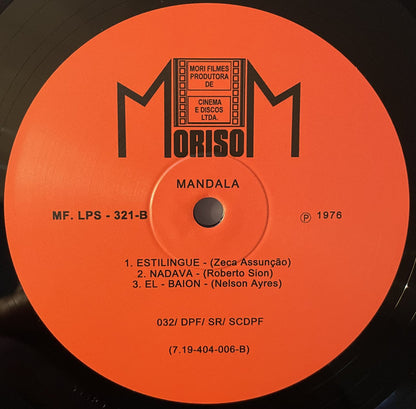 MORI FILMES
PRODUTORA
DE
CINEMA
E DISCOS
LTDA.
MORISOM
MANDALA
MF. LPS - 321-B
℗ 1976
1. ESTILINGUE - (Zeca Assunção)
2. NADAVA - (Roberto Sion)
3. EL - BAION - (Nelson Ayres)
032/ DPF/ SR/ SCDPF
(7.19-404-006-B)